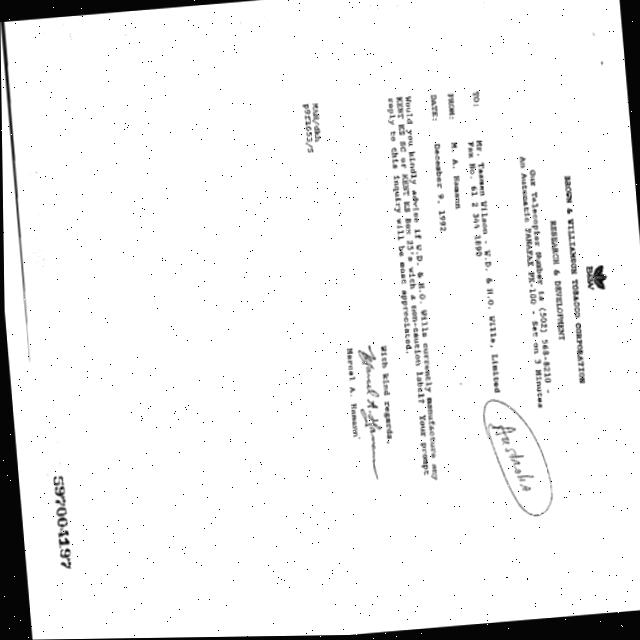 B&W
BROWN & WILLIAMSON TOBACCO CORPORATION
RESEARCH & DEVELOPMENT
Our Telecopier Number is (502) 568-8210 -
An Automatic PANAFAX PX-100 - Set on 3 Minutes
Australia
TO: Mr. Tasman Wilson - W.D. & H.O. Wills, Limited
Fax No. 61 2 344 3890
FROM: M. A. Hamann
DATE: December 9, 1992
Would you kindly advise if W.D. & H.O. Wills currently manufacture any
KENT KS SC or KENT KS Box 25's with a non-caution label? Your prompt
reply to this inquiry will be most appreciated.
With kind regards,
Marcel A. Hamann
Marcel A. Hamann
MAH/dkh
597004197